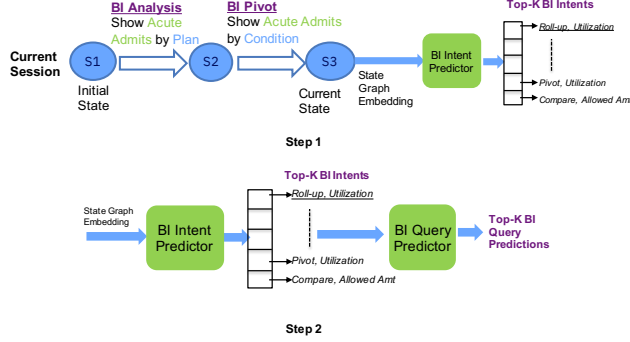 BI Analysis
Show Acute
Admits by Plan
BI Pivot
Show Acute Admits
by Condition
Top-K BI Intents
Current
Session
S1
S2
S3
Initial
State
Current
State
State
Graph
Embedding
BI Intent
Predictor
Roll-up, Utilization
Pivot, Utilization
Compare, Allowed Amt
Step 1
Top-K BI Intents
State Graph
Embedding
BI Intent
Predictor
Roll-up, Utilization
Pivot, Utilization
Compare, Allowed Amt
BI Query
Predictor
Top-K BI
Query
Predictions
Step 2